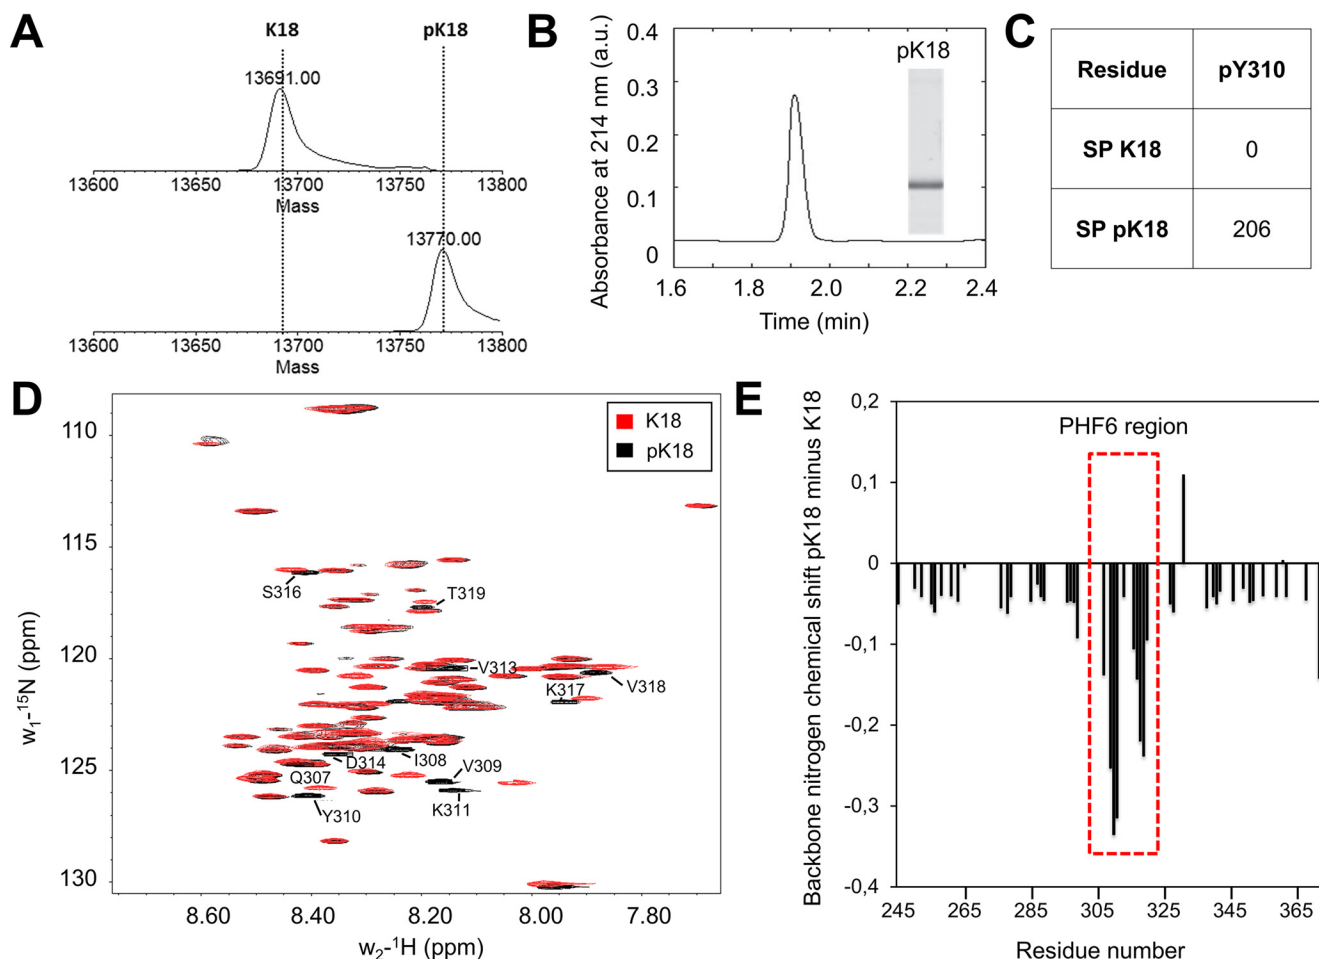 A
K18
pK18
13691.00
13600
13650
13700
13750
13800
Mass
13770.00
13600
13650
13700
13750
13800
Mass
B
Absorbance at 214 nm (a.u.)
0.4
0.3
0.2
0.1
0
pK18
1.6
1.8
2.0
2.2
2.4
Time (min)
C
Residue pY310
SP K18 0
SP pK18 206
D
K18
pK18
w1-15N (ppm)
110
115
120
125
130
S316
T319
V313
K317
V318
D314
I308
Q307
V309
Y310
K311
8.60
8.40
8.20
8.00
7.80
w2-1H (ppm)
E
Backbone nitrogen chemical shift pK18 minus K18
0,2
0,1
0
-0,1
-0,2
-0,3
-0,4
PHF6 region
245
265
285
305
325
345
365
Residue number